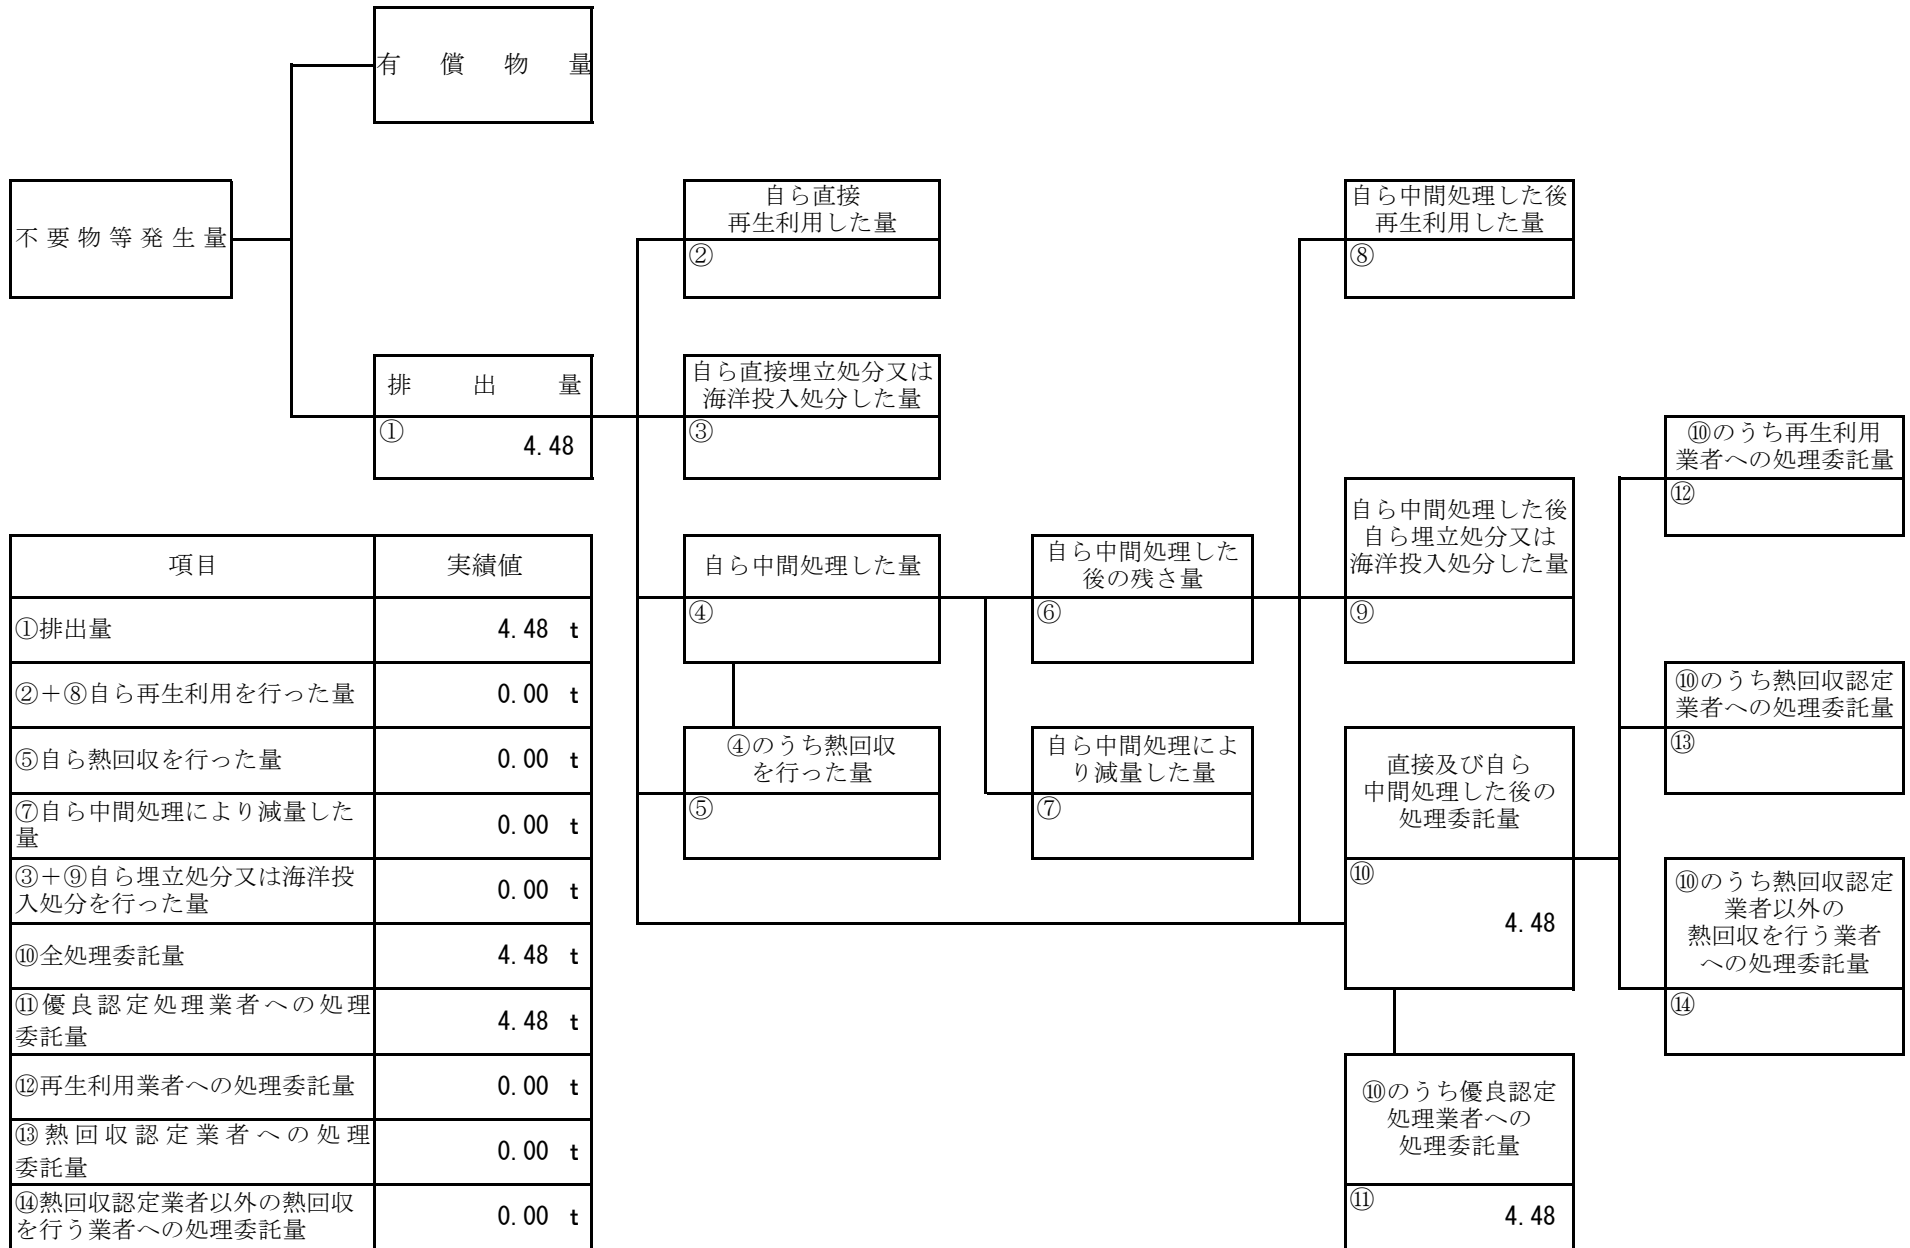 有償物量
不要物等発生量
排出量
①
4.48
自ら直接
再生利用した量
②
自ら直接埋立処分又は
海洋投入処分した量
③
自ら中間処理した量
④
④のうち熱回収
を行った量
⑤
自ら中間処理した
後の残さ量
⑥
自ら中間処理によ
り減量した量
⑦
自ら中間処理した後
再生利用した量
⑧
自ら中間処理した後
自ら埋立処分又は
海洋投入処分した量
⑨
直接及び自ら
中間処理した後の
処理委託量
⑩
4.48
⑩のうち優良認定
処理業者への
処理委託量
⑪
4.48
⑩のうち再生利用
業者への処理委託量
⑫
⑩のうち熱回収認定
業者への処理委託量
⑬
⑩のうち熱回収認定
業者以外の
熱回収を行う業者
への処理委託量
⑭
項目 実績値
①排出量 4.48 t
②+⑧自ら再生利用を行った量 0.00 t
⑤自ら熱回収を行った量 0.00 t
⑦自ら中間処理により減量した
量 0.00 t
③+⑨自ら埋立処分又は海洋投
入処分を行った量 0.00 t
⑩全処理委託量 4.48 t
⑪優良認定処理業者への処理
委託量 4.48 t
⑫再生利用業者への処理委託量 0.00 t
⑬熱回収認定業者への処理
委託量 0.00 t
⑭熱回収認定業者以外の熱回収
を行う業者への処理委託量 0.00 t